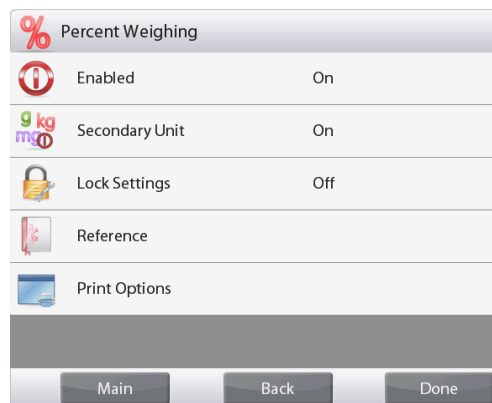 % Percent Weighing
Enabled On
g kg mg Secondary Unit On
Lock Settings Off
Reference
Print Options
Main Back Done